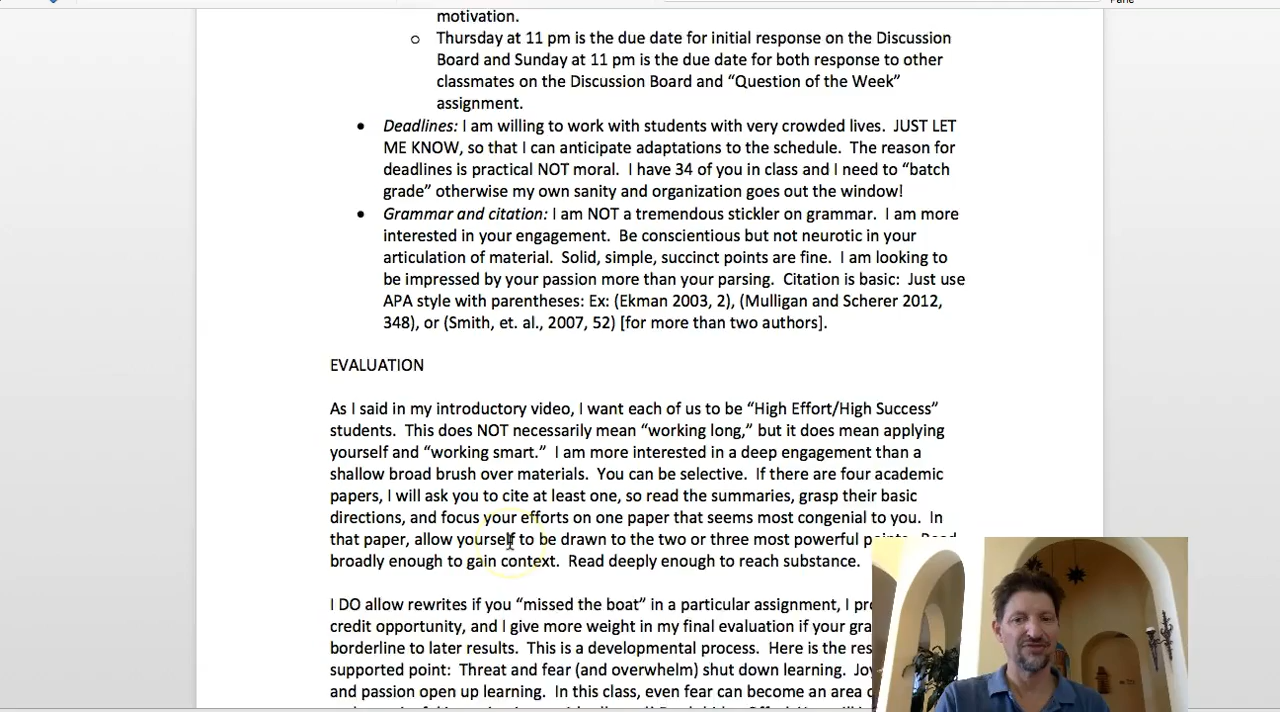 Pane
motivation.
o Thursday at 11 pm is the due date for initial response on the Discussion
Board and Sunday at 11 pm is the due date for both response to other
classmates on the Discussion Board and “Question of the Week”
assignment.
• Deadlines: I am willing to work with students with very crowded lives.  JUST LET
ME KNOW, so that I can anticipate adaptations to the schedule.  The reason for
deadlines is practical NOT moral.  I have 34 of you in class and I need to “batch
grade” otherwise my own sanity and organization goes out the window!
• Grammar and citation: I am NOT a tremendous stickler on grammar.  I am more
interested in your engagement.  Be conscientious but not neurotic in your
articulation of material.  Solid, simple, succinct points are fine.  I am looking to
be impressed by your passion more than your parsing.  Citation is basic:  Just use
APA style with parentheses: Ex: (Ekman 2003, 2), (Mulligan and Scherer 2012,
348), or (Smith, et. al., 2007, 52) [for more than two authors].
EVALUATION
As I said in my introductory video, I want each of us to be “High Effort/High Success”
students.  This does NOT necessarily mean “working long,” but it does mean applying
yourself and “working smart.”  I am more interested in a deep engagement than a
shallow broad brush over materials.  You can be selective.  If there are four academic
papers, I will ask you to cite at least one, so read the summaries, grasp their basic
directions, and focus your efforts on one paper that seems most congenial to you.  In
that paper, allow yourself to be drawn to the two or three most powerful points.  Read
broadly enough to gain context.  Read deeply enough to reach substance.
I DO allow rewrites if you “missed the boat” in a particular assignment, I
credit opportunity, and I give more weight in my final evaluation if your
borderline to later results.  This is a developmental process.  Here is the
supported point:  Threat and fear (and overwhelm) shut down learning.
and passion open up learning.  In this class, even fear can become an area